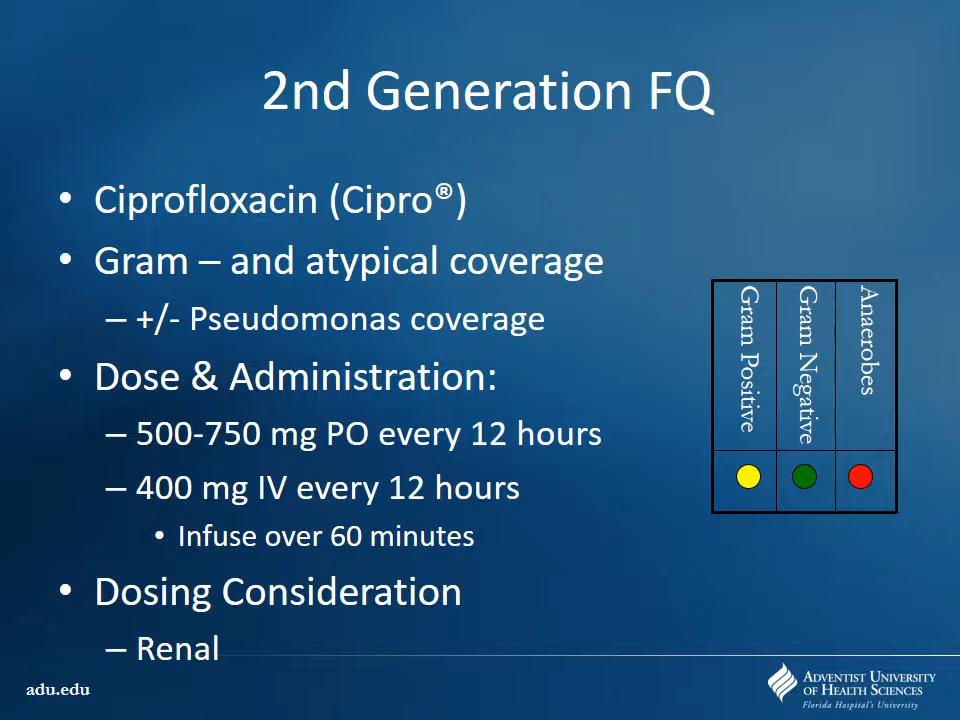 2nd Generation FQ
• Ciprofloxacin (Cipro®)
• Gram – and atypical coverage
– +/- Pseudomonas coverage
• Dose & Administration:
– 500-750 mg PO every 12 hours
– 400 mg IV every 12 hours
• Infuse over 60 minutes
• Dosing Consideration
– Renal
Gram Positive
Gram Negative
Anaerobes
adu.edu
ADVENTIST UNIVERSITY
OF HEALTH SCIENCES
Florida Hospital's University